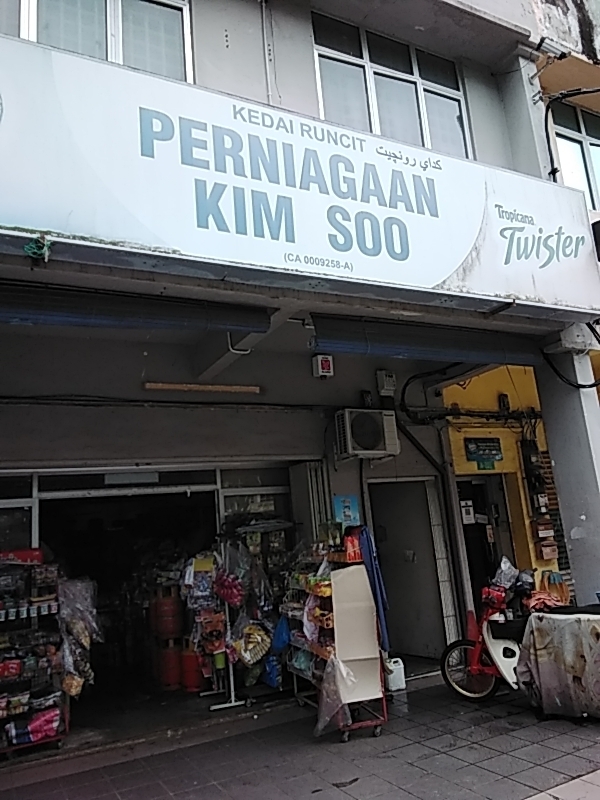 KEDAI RUNCIT كداي رونچيت
PERNIAGAAN
KIM SOO
(CA 0009258-A)
Tropicana
Twister